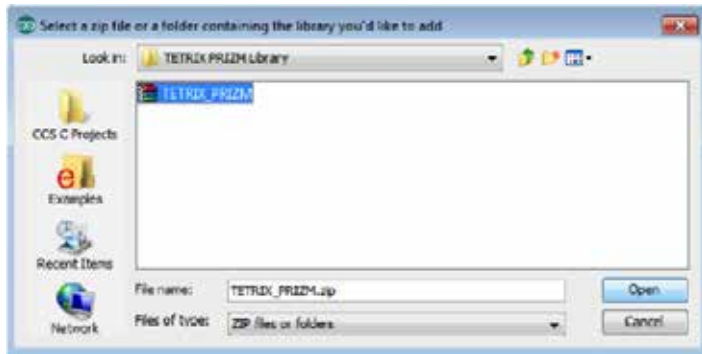 Select a zip file or a folder containing the library you'd like to add
Look in: TETRIX PRIZM Library
TETRIX_PRIZM
CCS C Projects
Examples
Recent Items
Network
File name: TETRIX_PRIZM.zip
Open
Files of type: ZIP files or folders
Cancel